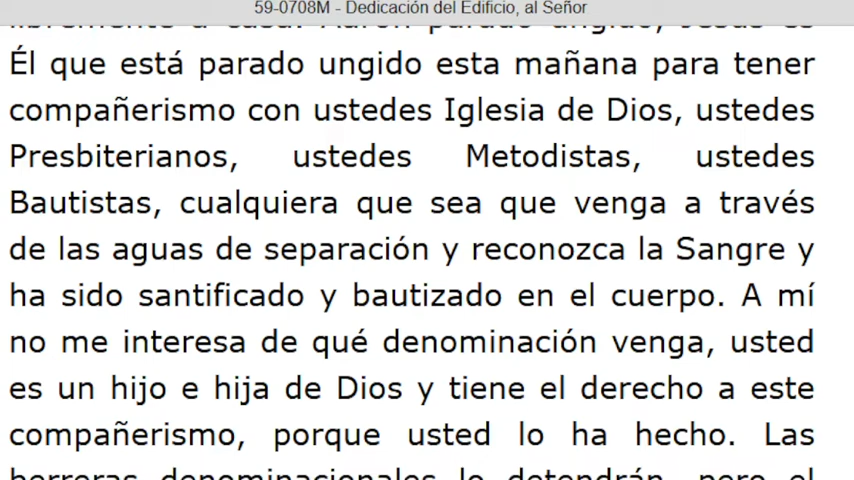 59-0708M - Dedicación del Edificio, al Señor
Él que está parado ungido esta mañana para tener
compañerismo con ustedes Iglesia de Dios, ustedes
Presbiterianos, ustedes Metodistas, ustedes
Bautistas, cualquiera que sea que venga a través
de las aguas de separación y reconozca la Sangre y
ha sido santificado y bautizado en el cuerpo. A mí
no me interesa de qué denominación venga, usted
es un hijo e hija de Dios y tiene el derecho a este
compañerismo, porque usted lo ha hecho. Las